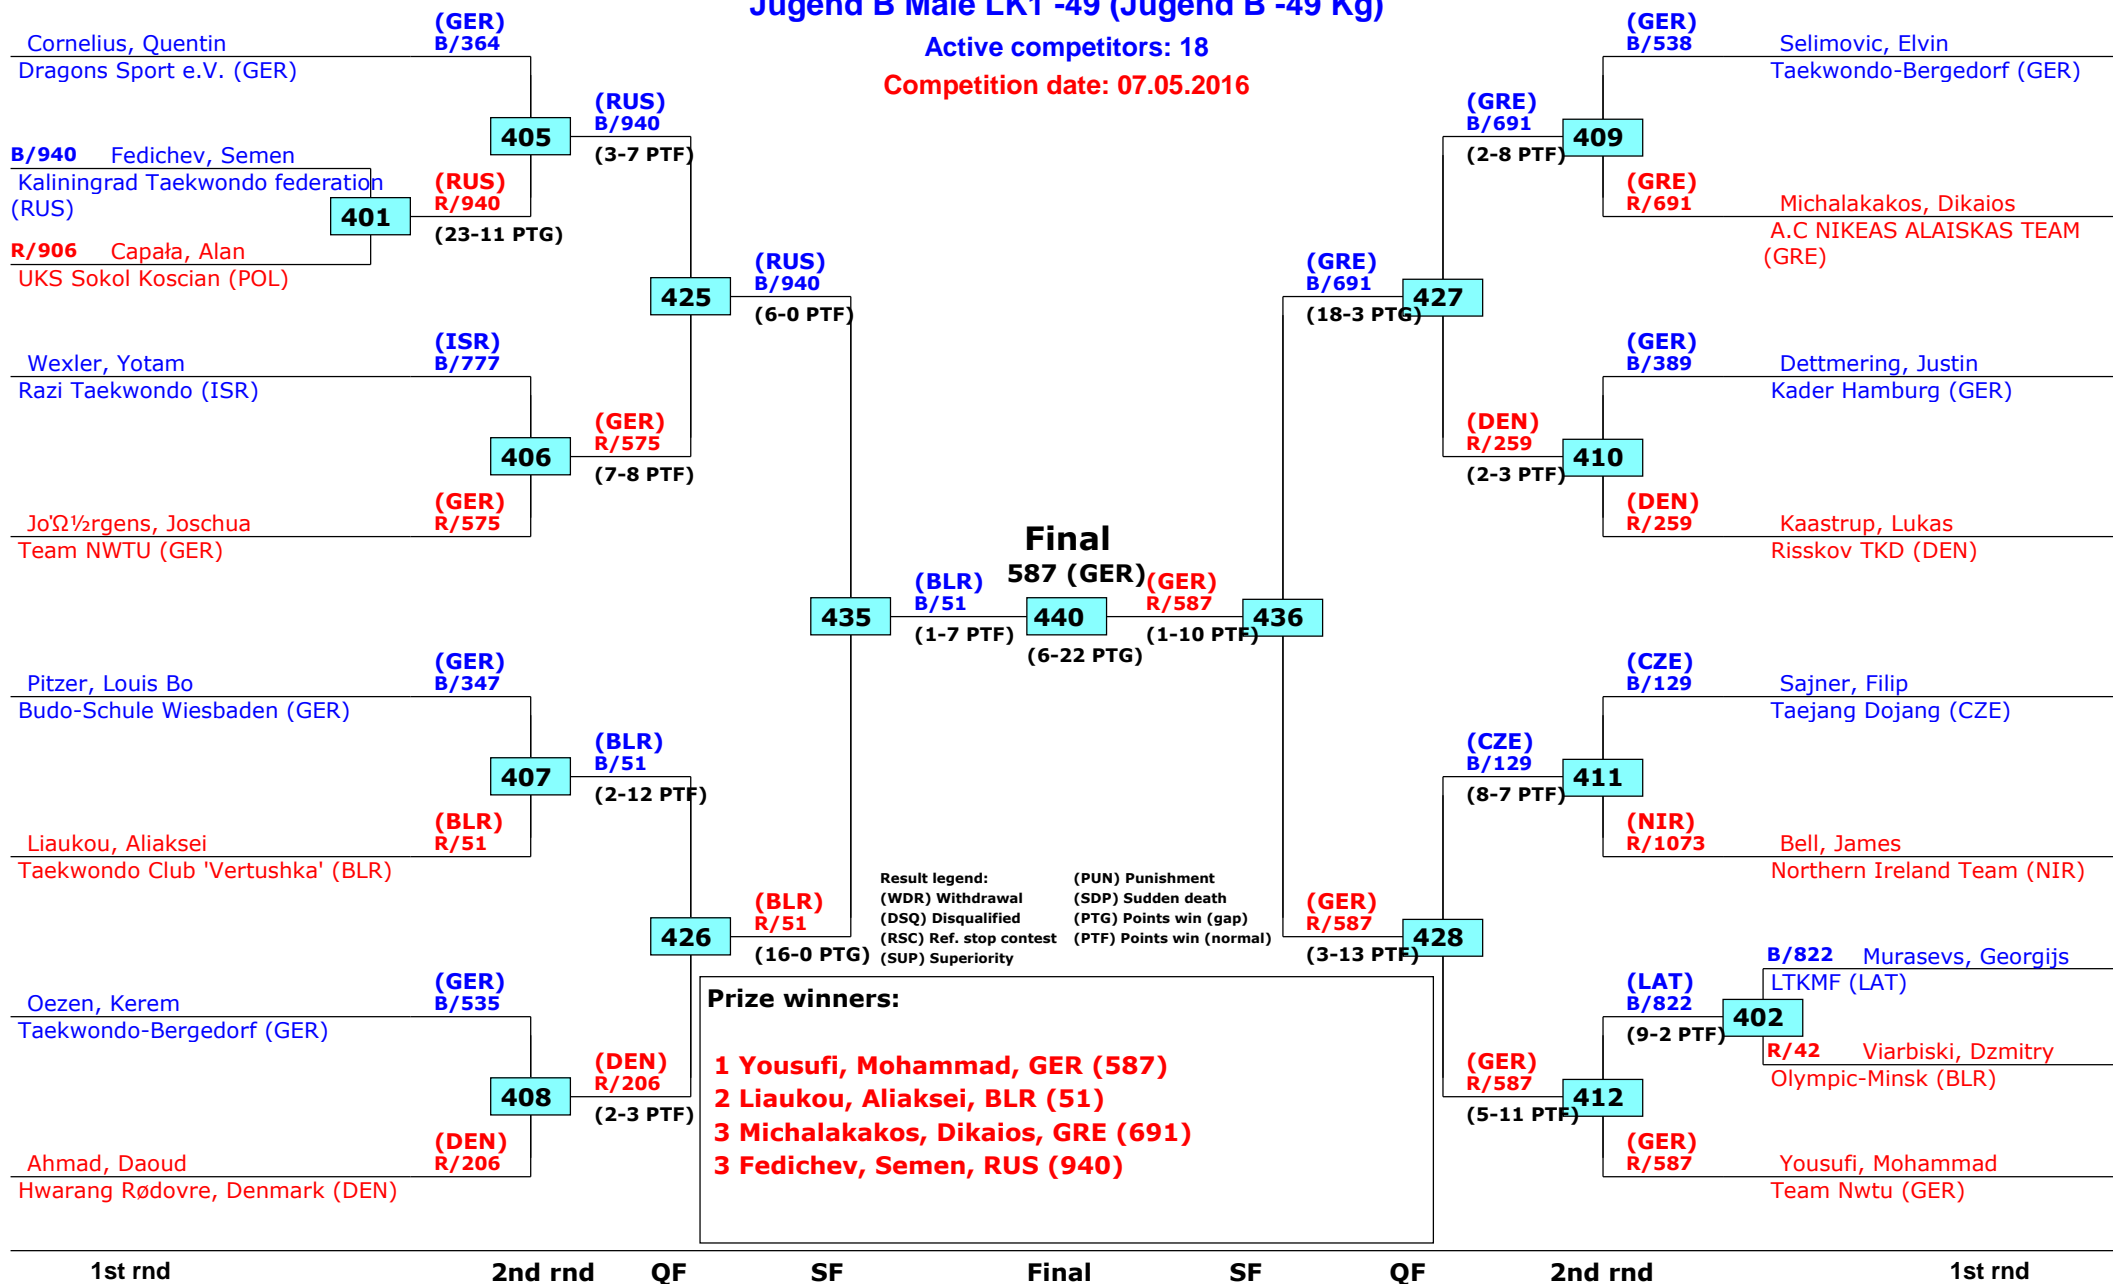 Jugend B Male LK1 -49 (Jugend B -49 Kg)
Active competitors: 18
Competition date: 07.05.2016
Cornelius, Quentin
Dragons Sport e.V. (GER)
(GER)
B/364
405
(RUS)
B/940
(3-7 PTF)
B/940 Fedichev, Semen
Kaliningrad Taekwondo federation
(RUS)
401
(RUS)
R/940
(23-11 PTG)
R/906 Capała, Alan
UKS Sokol Koscian (POL)
425
(RUS)
B/940
(6-0 PTF)
Wexler, Yotam
Razi Taekwondo (ISR)
(ISR)
B/777
406
(GER)
R/575
(7-8 PTF)
Jo'Ω½rgens, Joschua
Team NWTU (GER)
(GER)
R/575
435
(BLR)
B/51
(1-7 PTF)
Pitzer, Louis Bo
Budo-Schule Wiesbaden (GER)
(GER)
B/347
407
(BLR)
B/51
(2-12 PTF)
Liaukou, Aliaksei
Taekwondo Club 'Vertushka' (BLR)
(BLR)
R/51
426
(BLR)
R/51
(16-0 PTG)
Oezen, Kerem
Taekwondo-Bergedorf (GER)
(GER)
B/535
408
(DEN)
R/206
(2-3 PTF)
Ahmad, Daoud
Hwarang Rødovre, Denmark (DEN)
(DEN)
R/206
Final
587 (GER)
440
(6-22 PTG)
(GER)
R/587
(1-10 PTF)
436
(GRE)
B/691
(18-3 PTG)
427
(GRE)
B/691
(2-8 PTF)
409
(GER)
B/538
Selimovic, Elvin
Taekwondo-Bergedorf (GER)
(GRE)
R/691
Michalakakos, Dikaios
A.C NIKEAS ALAISKAS TEAM
(GRE)
(DEN)
R/259
(2-3 PTF)
410
(GER)
B/389
Dettmering, Justin
Kader Hamburg (GER)
(DEN)
R/259
Kaastrup, Lukas
Risskov TKD (DEN)
(GER)
R/587
(3-13 PTF)
428
(CZE)
B/129
(8-7 PTF)
411
(CZE)
B/129
Sajner, Filip
Taejang Dojang (CZE)
(NIR)
R/1073
Bell, James
Northern Ireland Team (NIR)
(GER)
R/587
(5-11 PTF)
412
(LAT)
B/822
(9-2 PTF)
402
B/822 Murasevs, Georgijs
LTKMF (LAT)
R/42 Viarbiski, Dzmitry
Olympic-Minsk (BLR)
(GER)
R/587
Yousufi, Mohammad
Team Nwtu (GER)
Result legend: (PUN) Punishment
(WDR) Withdrawal (SDP) Sudden death
(DSQ) Disqualified (PTG) Points win (gap)
(RSC) Ref. stop contest (PTF) Points win (normal)
(SUP) Superiority
Prize winners:
1 Yousufi, Mohammad, GER (587)
2 Liaukou, Aliaksei, BLR (51)
3 Michalakakos, Dikaios, GRE (691)
3 Fedichev, Semen, RUS (940)
1st rnd 2nd rnd QF SF Final SF QF 2nd rnd 1st rnd